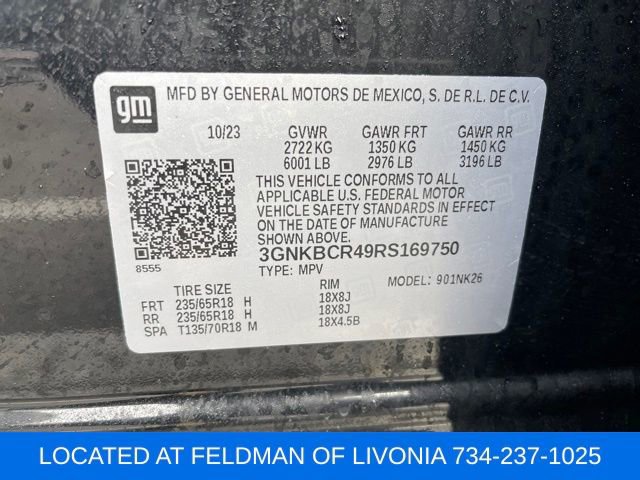 gm
MFD BY GENERAL MOTORS DE MEXICO, S. DE R.L. DE C.V.
10/23 GVWR GAWR FRT GAWR RR
2722 KG 1350 KG 1450 KG
6001 LB 2976 LB 3196 LB
THIS VEHICLE CONFORMS TO ALL
APPLICABLE U.S. FEDERAL MOTOR
VEHICLE SAFETY STANDARDS IN
EFFECT ON THE DATE OF MANUFACTURE
SHOWN ABOVE.
3GNKBCR49RS169750
8555
TYPE: MPV MODEL: 901NK26
TIRE SIZE RIM
FRT 235/65R18 H 18X8J
RR 235/65R18 H 18X8J
SPA T135/70R18 M 18X4.5B
LOCATED AT FELDMAN OF LIVONIA 734-237-1025